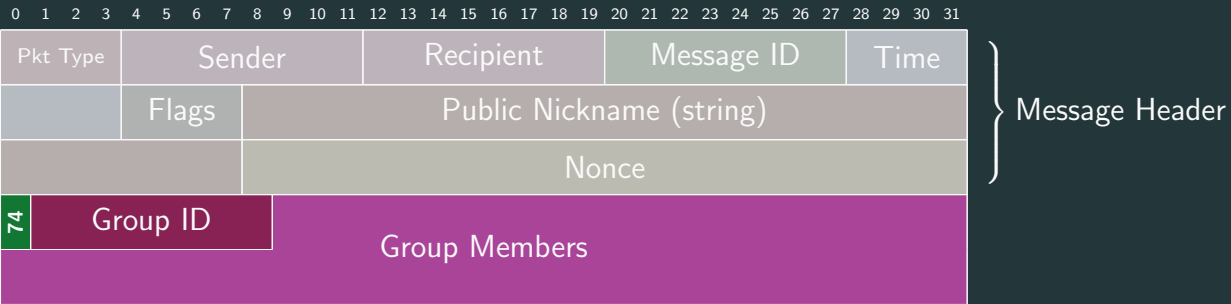 0 1 2 3 4 5 6 7 8 9 10 11 12 13 14 15 16 17 18 19 20 21 22 23 24 25 26 27 28 29 30 31
Pkt Type Sender Recipient Message ID Time
Flags Public Nickname (string) Message Header
Nonce
74 Group ID
Group Members